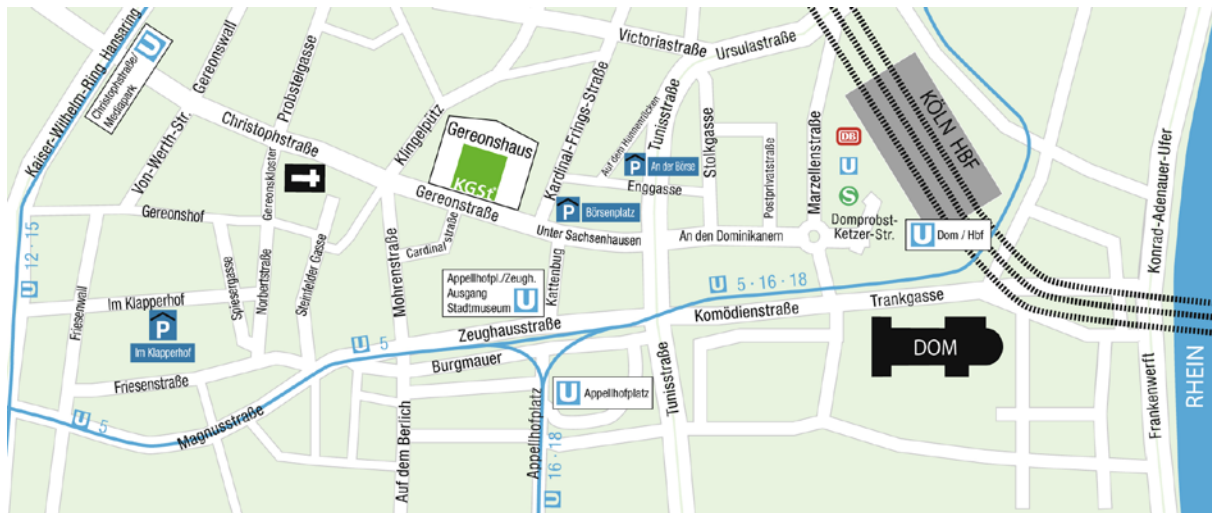 Kaiser-Wilhelm-Ring
Hansaring
Christophstraße/
Mediapark
U
Gereonswall
Probsteigasse
Von-Werth-Str.
Christophstraße
Klingelpütz
Gereonshaus
KGSt
Gereonstraße
Victoriastraße
Ursulastraße
Kardinal-Frings-Straße
Auf dem Hunnenrücken
Tunisstraße
P
An der Börse
Enggasse
Stolkgasse
Postprivatstraße
Marzellenstraße
KÖLN HBF
DB
U
S
Domprobst-
Ketzer-Str.
U
Dom / Hbf
Konrad-Adenauer-Ufer
Gereonshof
Gereonskloster
Steinfelder Gasse
Mohrenstraße
Cardinalstraße
P
Börsenplatz
Unter Sachsenhausen
An den Dominikanern
U 12 · 15
Friesenwall
Im Klapperhof
Spiesergasse
Norbertstraße
P
Im Klapperhof
Appellhofpl./Zeugh.
Ausgang
Stadtmuseum
U
Kattenbug
U 5 · 16 · 18
Zeughausstraße
Komödienstraße
Trankgasse
DOM
U 5
Burgmauer
Friesenstraße
Magnusstraße
U 5
Auf dem Berlich
Appellhofplatz
U
Appellhofplatz
U 16 · 18
Tunisstraße
Frankenwerft
RHEIN